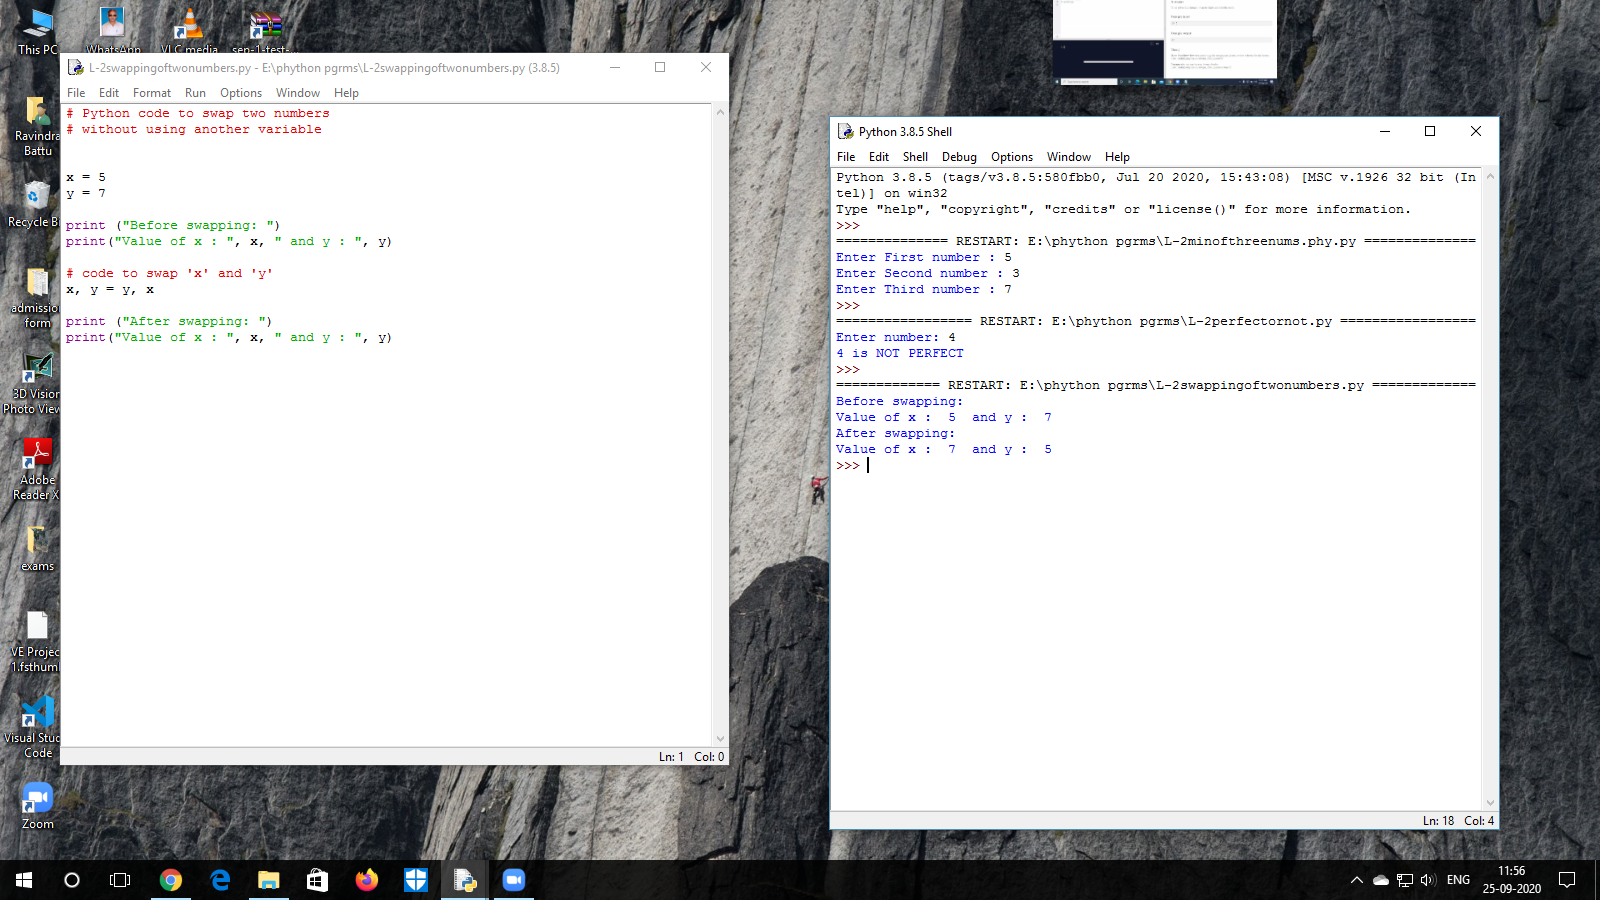 This PC
WhatsApp
VLC media
sen-1-test-...
Ravindra
Battu
Recycle B
admissio
form
3D Vision
Photo View
Adobe
Reader X
exams
VE Projec
1.fsthuml
Visual Stud
Code
Zoom
L-2swappingoftwonumbers.py - E:\phython pgrms\L-2swappingoftwonumbers.py (3.8.5)
File Edit Format Run Options Window Help
# Python code to swap two numbers
# without using another variable
x = 5
y = 7
print ("Before swapping: ")
print("Value of x : ", x, " and y : ", y)
# code to swap 'x' and 'y'
x, y = y, x
print ("After swapping: ")
print("Value of x : ", x, " and y : ", y)
Ln: 1 Col: 0
Python 3.8.5 Shell
File Edit Shell Debug Options Window Help
Python 3.8.5 (tags/v3.8.5:580fbb0, Jul 20 2020, 15:43:08) [MSC v.1926 32 bit (In
tel)] on win32
Type "help", "copyright", "credits" or "license()" for more information.
>>>
============== RESTART: E:\phython pgrms\L-2minofthreenums.phy.py ==============
Enter First number : 5
Enter Second number : 3
Enter Third number : 7
>>>
================= RESTART: E:\phython pgrms\L-2perfectornot.py =================
Enter number: 4
4 is NOT PERFECT
>>>
============= RESTART: E:\phython pgrms\L-2swappingoftwonumbers.py =============
Before swapping:
Value of x :  5  and y :  7
After swapping:
Value of x :  7  and y :  5
>>>
Ln: 18 Col: 4
ENG
11:56
25-09-2020